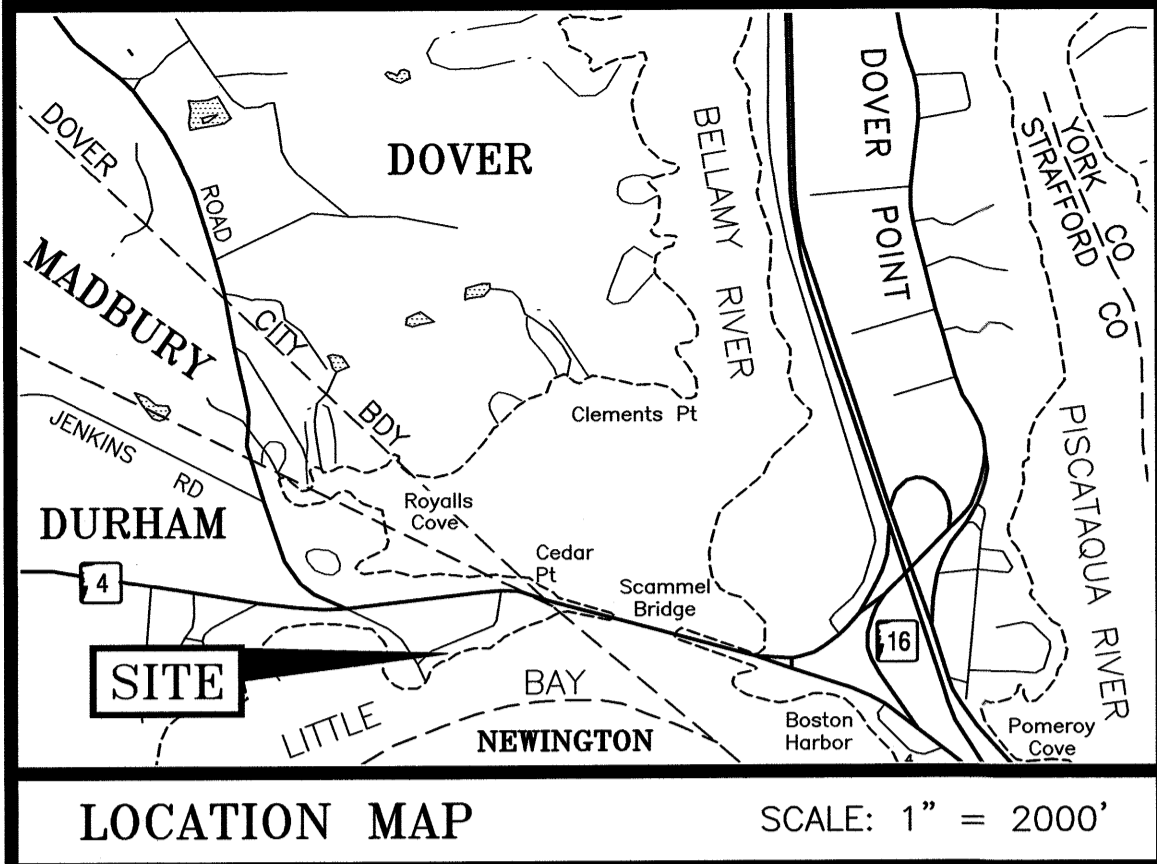 DOVER
ROAD
DOVER
MADBURY
CITY
BDY
BELLAMY RIVER
DOVER POINT
YORK CO
STRAFFORD CO
Clements Pt
JENKINS RD
DURHAM
Royalls
Cove
Cedar
Pt
Scammel
Bridge
4
16
PISCATAQUA RIVER
SITE
LITTLE BAY
NEWINGTON
Boston
Harbor
4
Pomeroy
Cove
LOCATION MAP
SCALE: 1" = 2000'